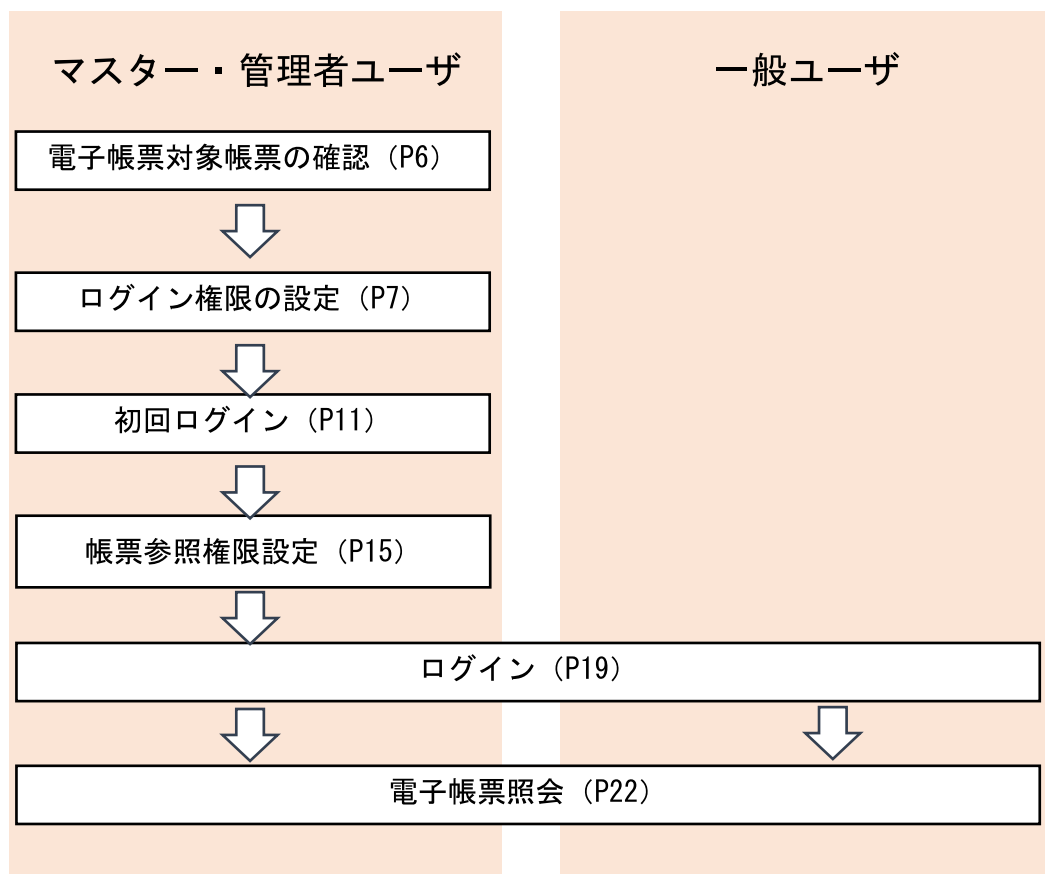 マスター・管理者ユーザ
一般ユーザ
電子帳票対象帳票の確認（P6）
ログイン権限の設定（P7）
初回ログイン（P11）
帳票参照権限設定（P15）
ログイン（P19）
電子帳票照会（P22）